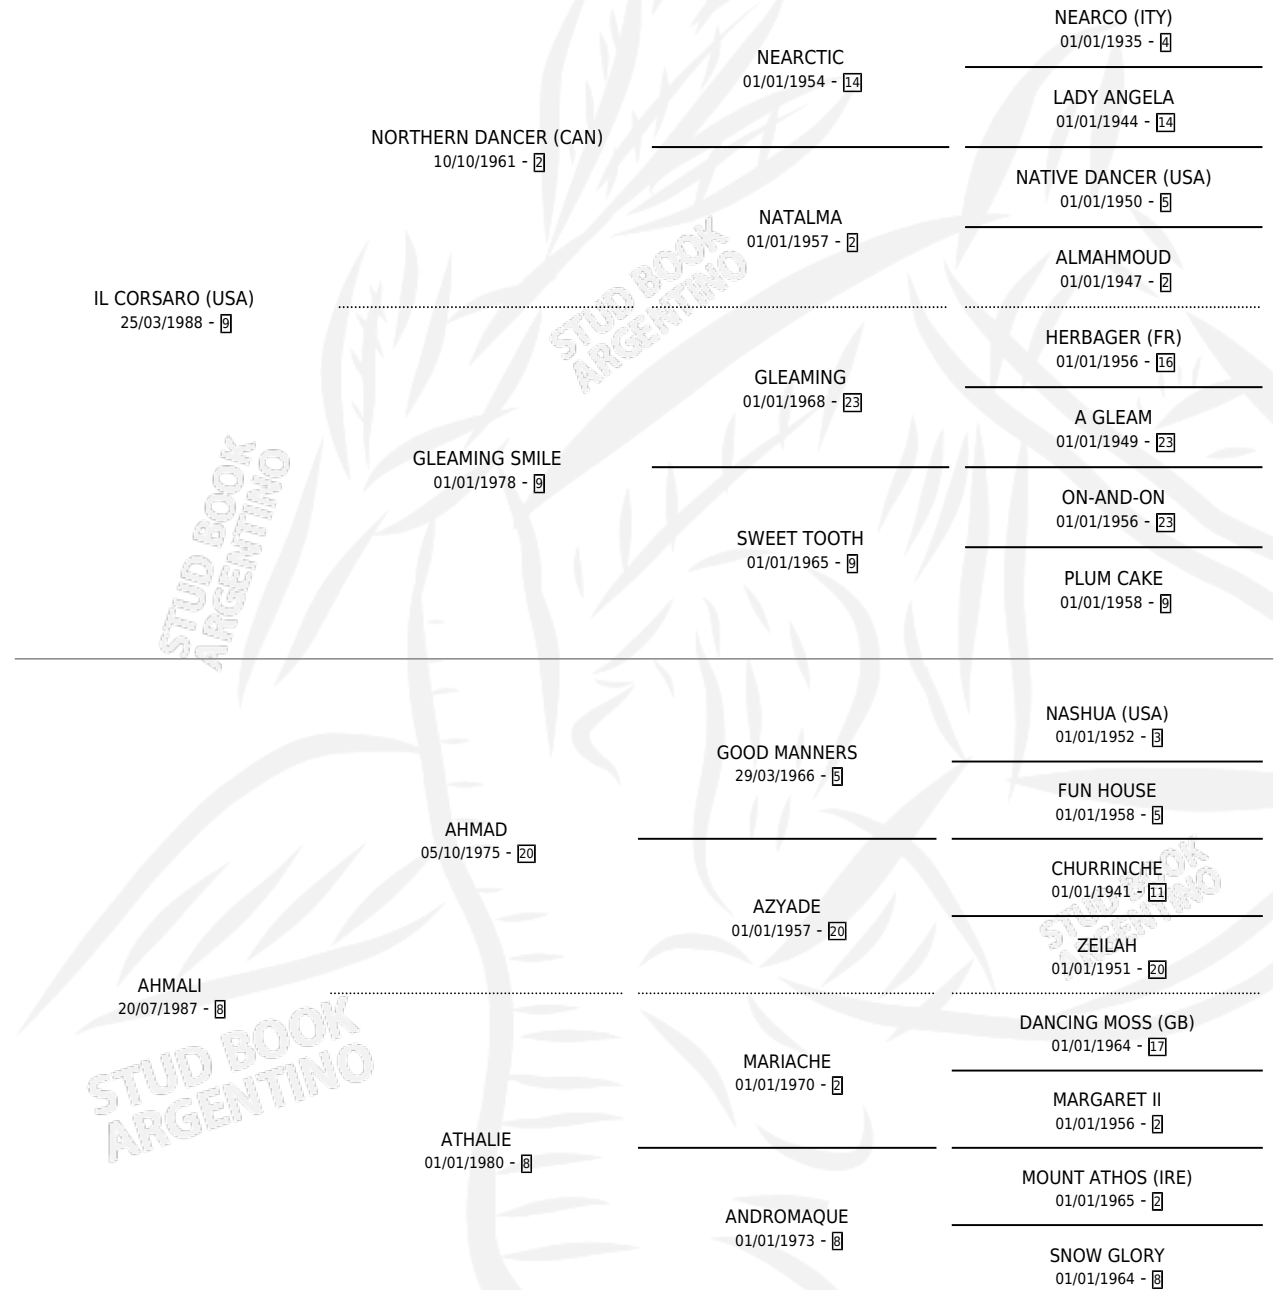 NEARCO (ITY)
01/01/1935 - 4
NEARCTIC
01/01/1954 - 14
LADY ANGELA
01/01/1944 - 14
NORTHERN DANCER (CAN)
10/10/1961 - 2
NATIVE DANCER (USA)
01/01/1950 - 5
NATALMA
01/01/1957 - 2
ALMAHMOUD
01/01/1947 - 2
IL CORSARO (USA)
25/03/1988 - 9
HERBAGER (FR)
01/01/1956 - 16
GLEAMING
01/01/1968 - 23
A GLEAM
01/01/1949 - 23
GLEAMING SMILE
01/01/1978 - 9
ON-AND-ON
01/01/1956 - 23
SWEET TOOTH
01/01/1965 - 9
PLUM CAKE
01/01/1958 - 9
NASHUA (USA)
01/01/1952 - 3
GOOD MANNERS
29/03/1966 - 5
FUN HOUSE
01/01/1958 - 5
AHMAD
05/10/1975 - 20
CHURRINCHE
01/01/1941 - 11
AZYADE
01/01/1957 - 20
ZEILAH
01/01/1951 - 20
AHMALI
20/07/1987 - 8
DANCING MOSS (GB)
01/01/1964 - 17
MARIACHE
01/01/1970 - 2
MARGARET II
01/01/1956 - 2
ATHALIE
01/01/1980 - 8
MOUNT ATHOS (IRE)
01/01/1965 - 2
ANDROMAQUE
01/01/1973 - 8
SNOW GLORY
01/01/1964 - 8
STUD BOOK
ARGENTINO
STUD BOOK
ARGENTINO
STUD BOOK
ARGENTINO
STUD BOOK
ARGENTINO